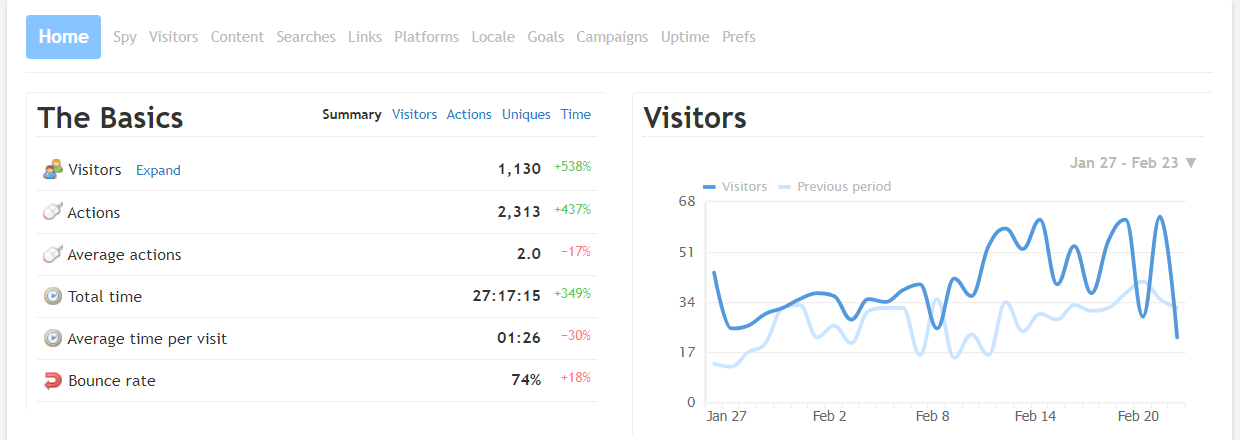 Home Spy Visitors Content Searches Links Platforms Locale Goals Campaigns Uptime Prefs
The Basics Summary Visitors Actions Uniques Time
Visitors Expand 1,130 +538%
Actions 2,313 +437%
Average actions 2.0 −17%
Total time 27:17:15 +349%
Average time per visit 01:26 −30%
Bounce rate 74% +18%
Visitors
Jan 27 - Feb 23 ▼
Visitors Previous period
68
51
34
17
0
Jan 27 Feb 2 Feb 8 Feb 14 Feb 20